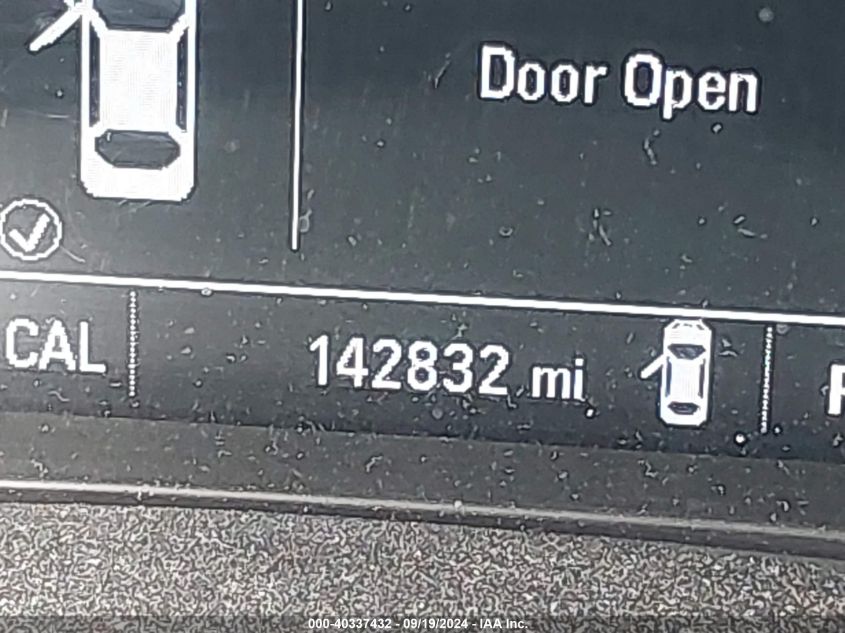 Door Open
CAL
142832 mi
000-40337432 - 09/19/2024 - IAA Inc.